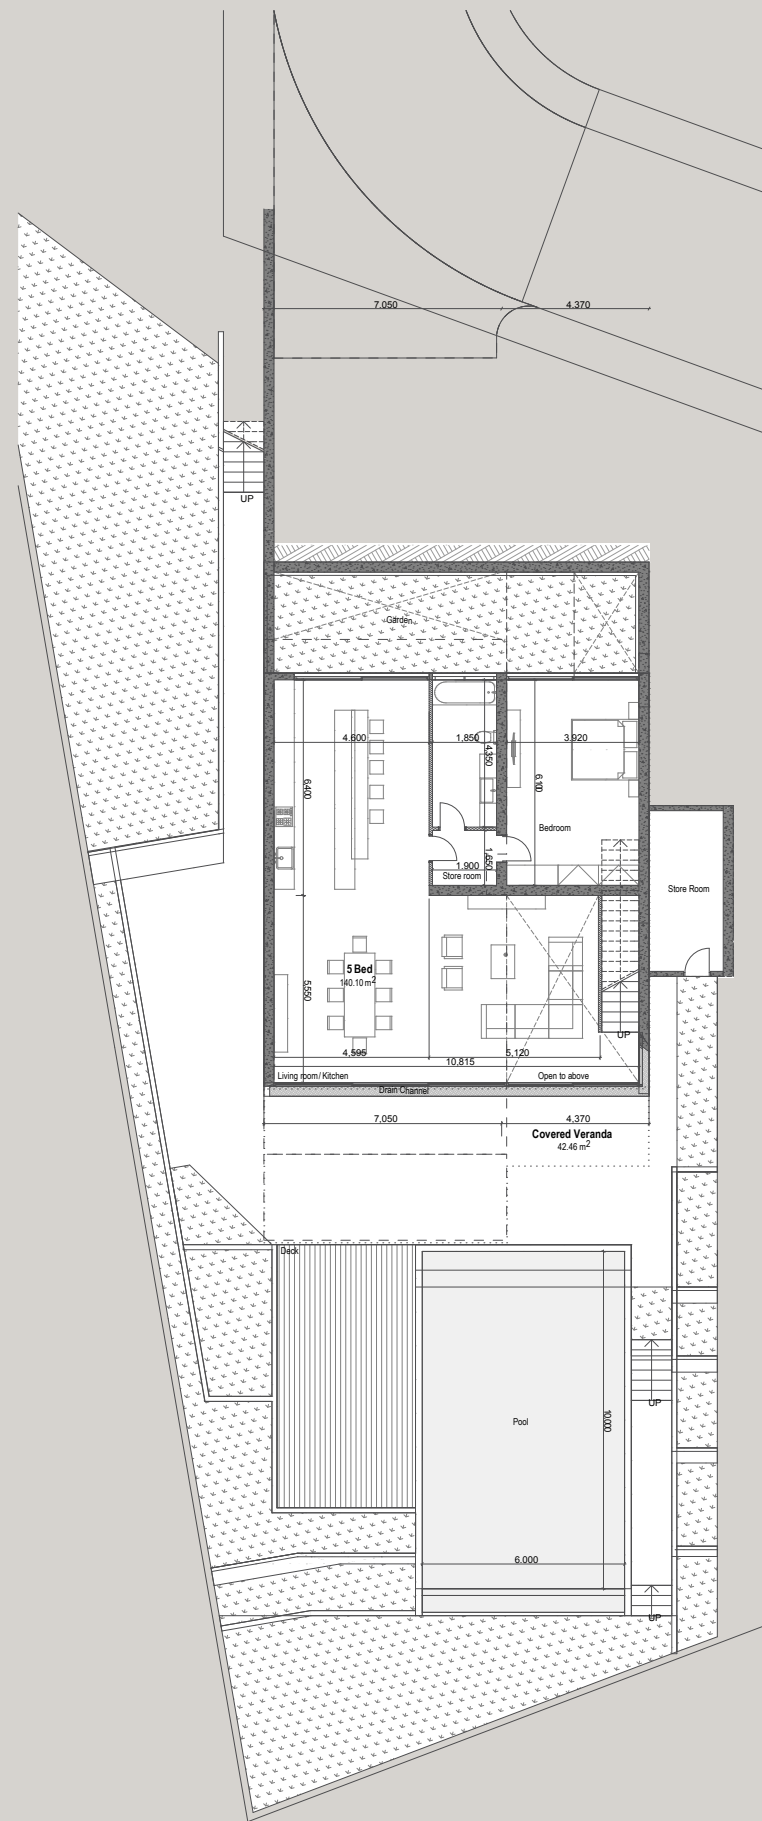 7.050
4.370
UP
Garden
4.600
1,850
3.920
4.350
6.400
6.100
Bedroom
1.650
1.900
Store room
Store Room
5 Bed
140.10 m2
5.550
UP
4,595
5,120
10,815
Living room / Kitchen
Open to above
Drain Channel
7,050
4,370
Covered Veranda
42.46 m2
Deck
UP
Pool
10.000
6.000
UP